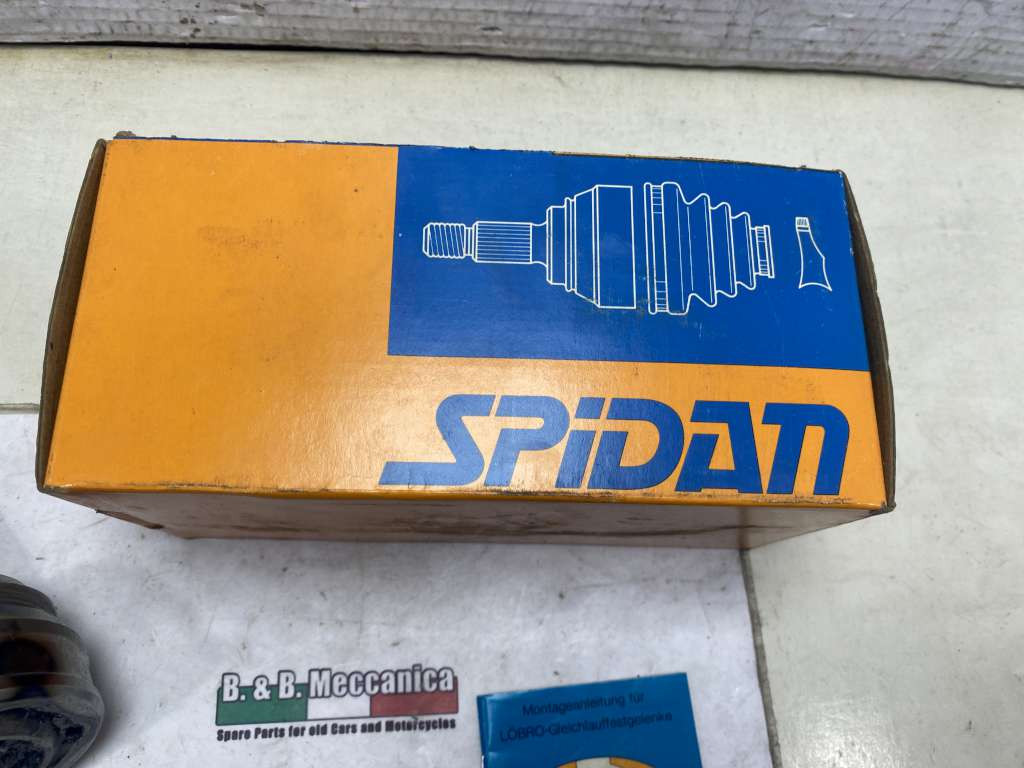 SPiDAN
B. & B. Meccanica
Spare Parts for old Cars and Motorcycles
Montageanleitung für
LÖBRO-Gleichlauffestgelenke